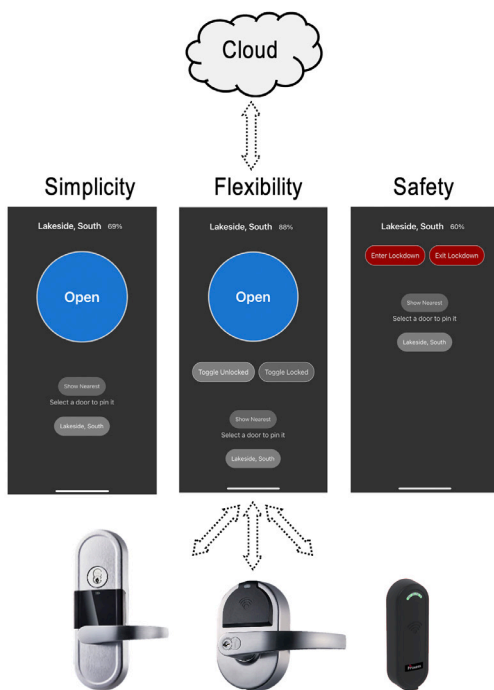 Cloud
Simplicity
Flexibility
Safety
Lakeside, South 69%
Open
Show Nearest
Select a door to pin it
Lakeside, South
Lakeside, South 88%
Open
Toggle Unlocked
Toggle Locked
Show Nearest
Select a door to pin it
Lakeside, South
Lakeside, South 60%
Enter Lockdown
Exit Lockdown
Show Nearest
Select a door to pin it
Lakeside, South